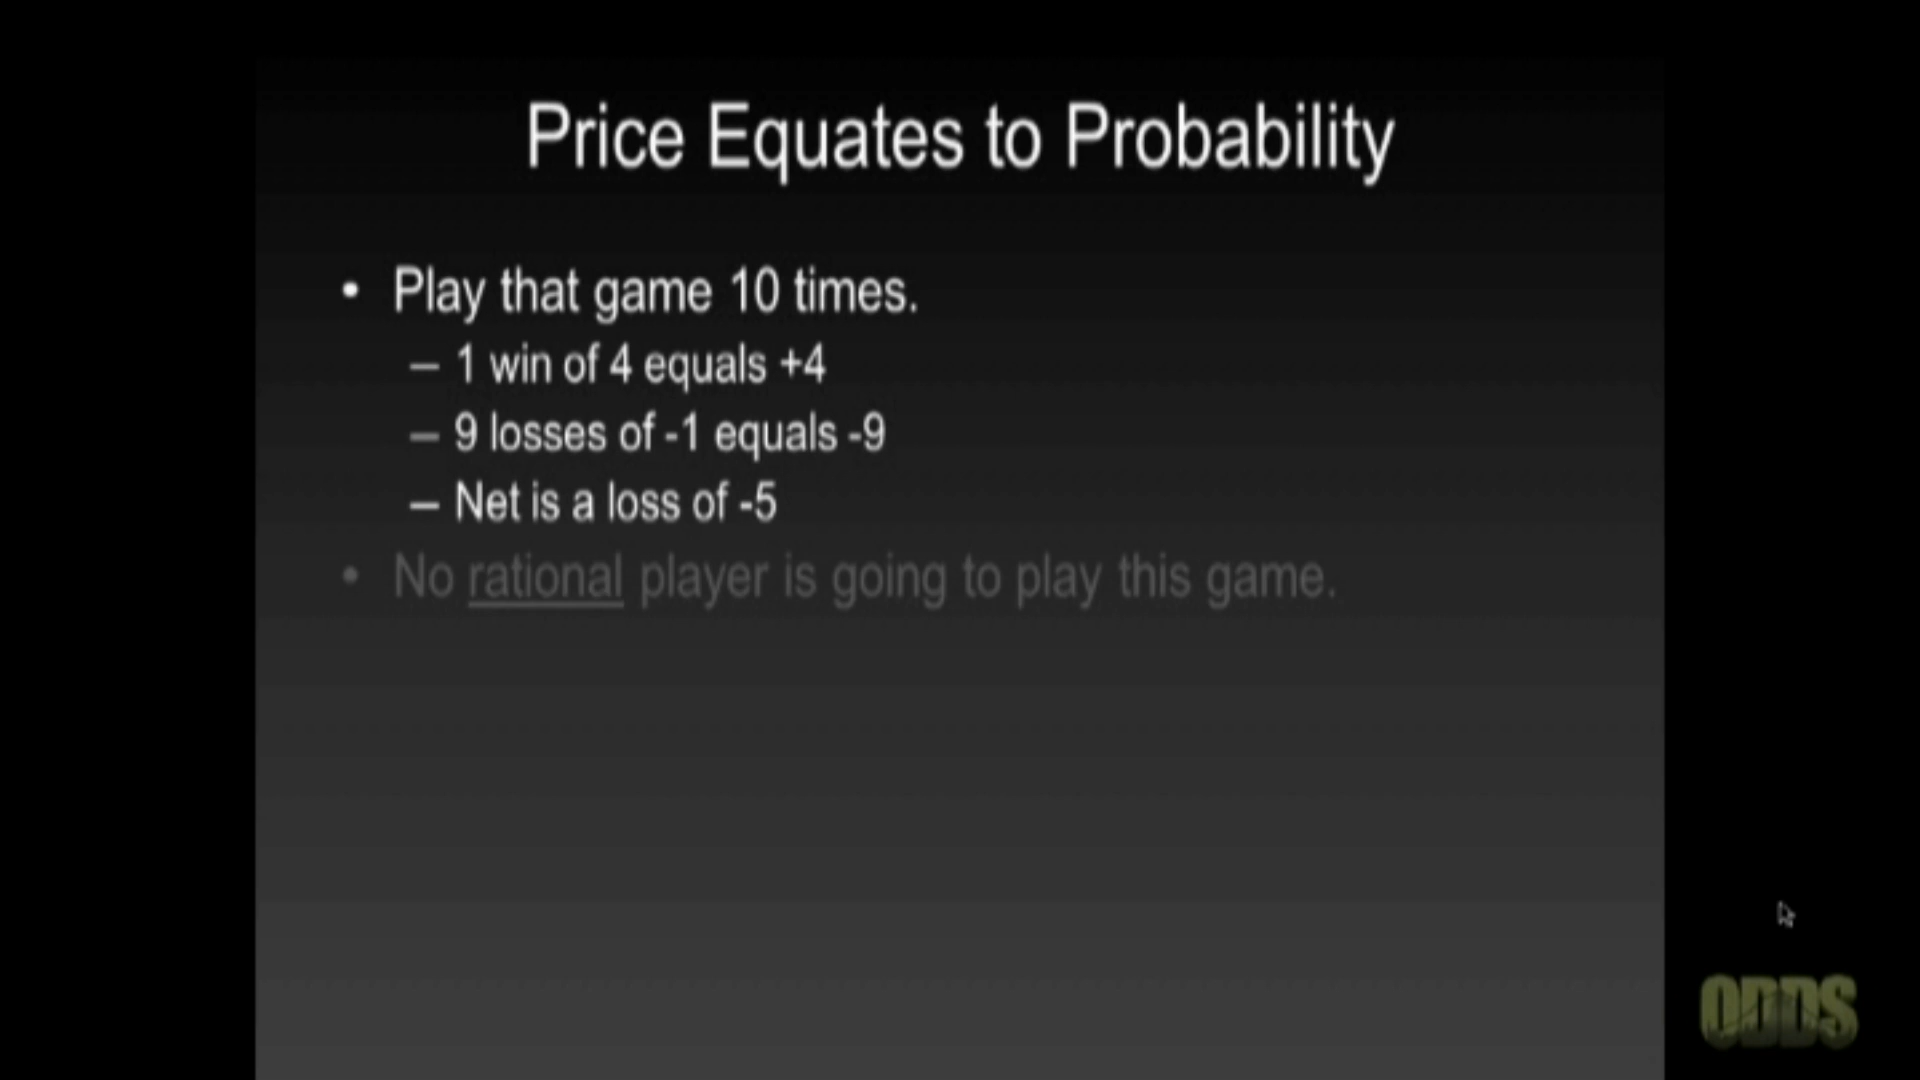 Price Equates to Probability
• Play that game 10 times.
– 1 win of 4 equals +4
– 9 losses of -1 equals -9
– Net is a loss of -5
• No rational player is going to play this game.
ODDS